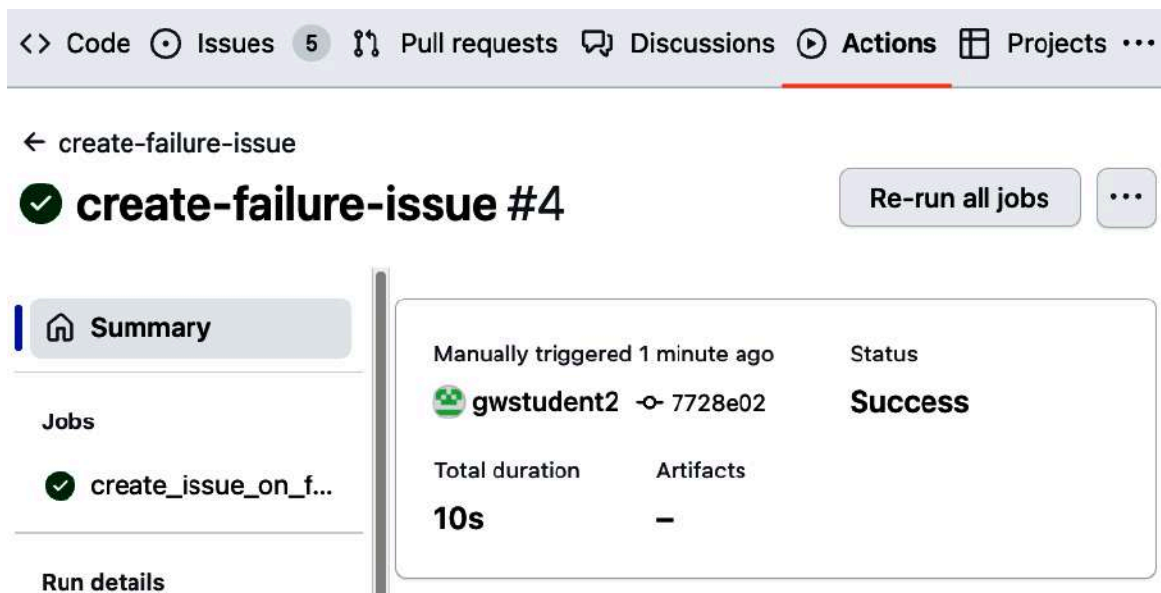 <> Code Issues 5 Pull requests Discussions Actions Projects ...
← create-failure-issue
create-failure-issue #4
Re-run all jobs ...
Summary
Manually triggered 1 minute ago Status
gwstudent2 7728e02 Success
Jobs
Total duration Artifacts
create_issue_on_f...
10s –
Run details